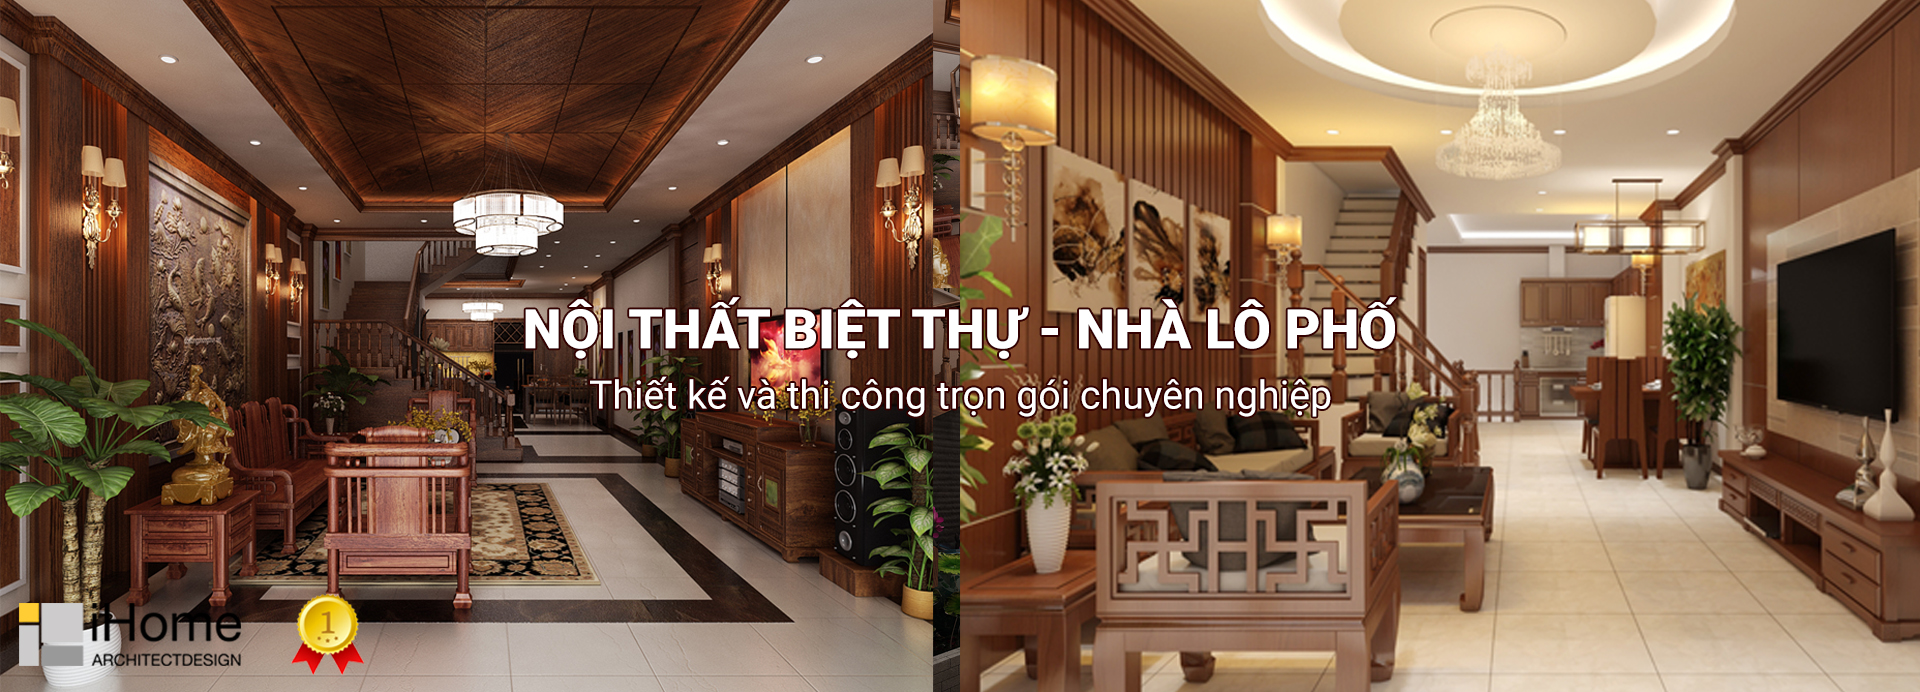 NỘI THẤT BIỆT THỰ - NHÀ LÔ PHỐ
Thiết kế và thi công trọn gói chuyên nghiệp
iHome
ARCHITECTDESIGN
1